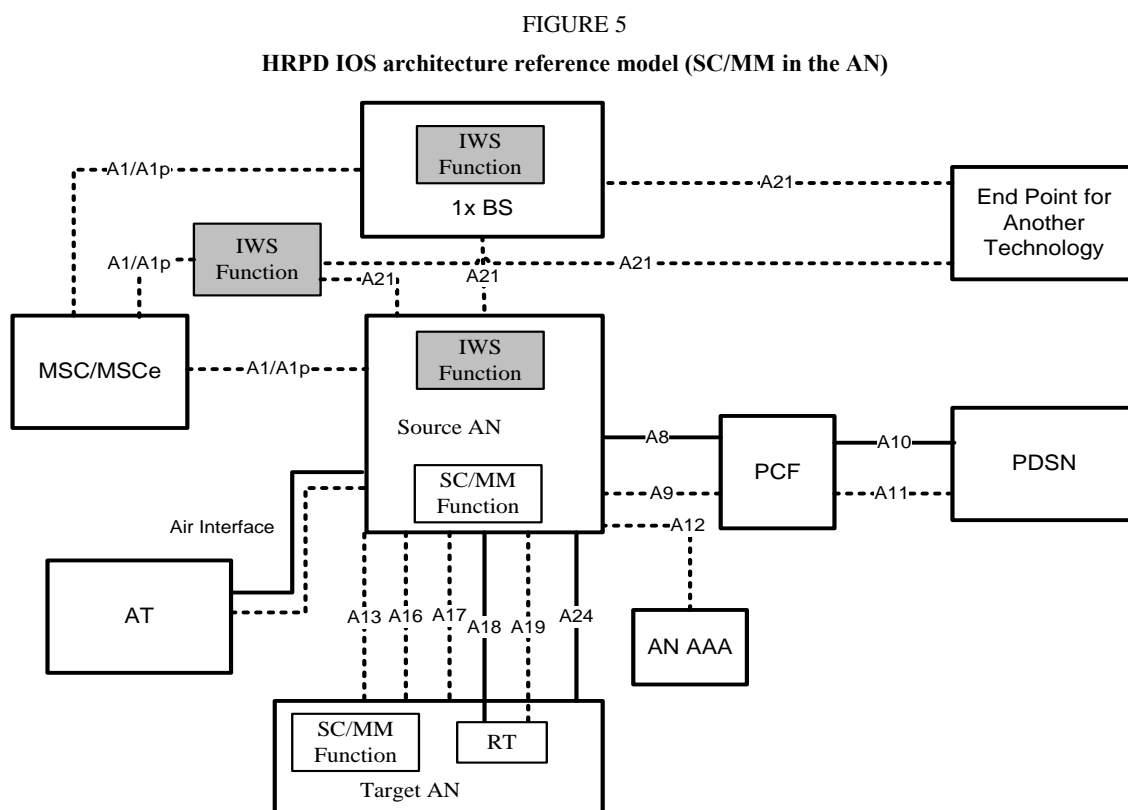 FIGURE 5
HRPD IOS architecture reference model (SC/MM in the AN)
IWS
Function
1x BS
A1/A1p
A21
End Point for
Another
Technology
IWS
Function
A1/A1p
A21
A21
A21
MSC/MSCe
A1/A1p
IWS
Function
Source AN
SC/MM
Function
A8
A9
A12
PCF
A10
A11
PDSN
Air Interface
AT
A13
A16
A17
A18
A19
A24
AN AAA
SC/MM
Function
RT
Target AN